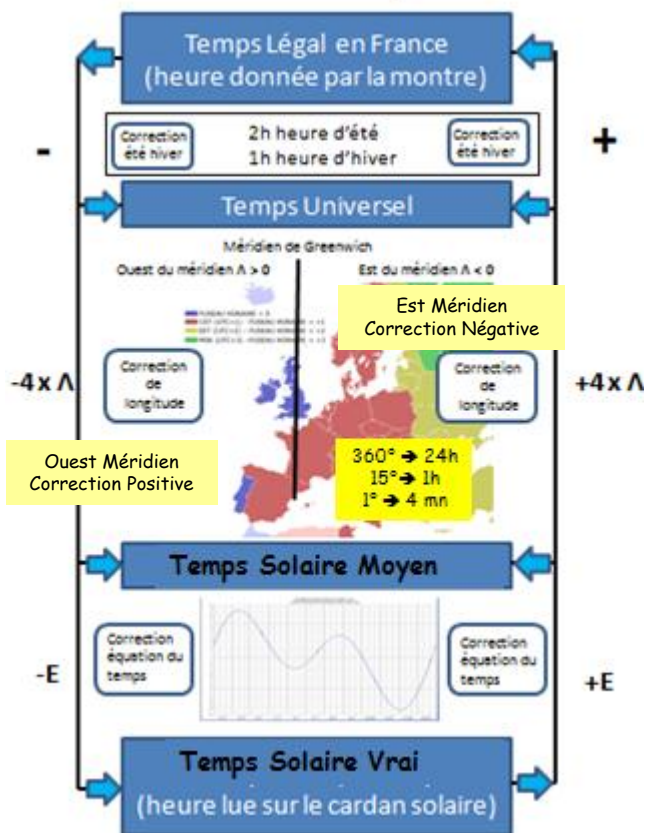 Temps Légal en France
(heure donnée par la montre)
-
Correction
été hiver
2h heure d'été
1h heure d'hiver
Correction
été hiver
+
Temps Universel
Méridien de Greenwich
Ouest du méridien Λ > 0
Est du méridien Λ < 0
Est Méridien
Correction Négative
-4x Λ
Correction
de
longitude
Correction
de
longitude
+4x Λ
Ouest Méridien
Correction Positive
360° ➔ 24h
15° ➔ 1h
1° ➔ 4 mn
Temps Solaire Moyen
-E
Correction
équation du
temps
Correction
équation du
temps
+E
Temps Solaire Vrai
(heure lue sur le cardan solaire)